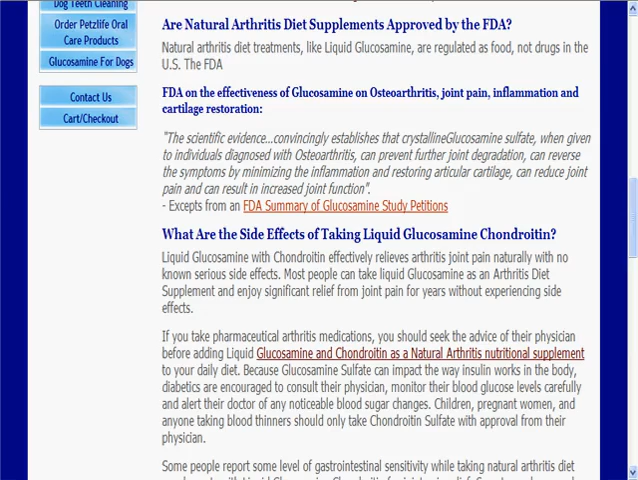 Dog Teeth Cleaning
Order Petzlife Oral
Care Products
Glucosamine For Dogs
Contact Us
Cart/Checkout
Are Natural Arthritis Diet Supplements Approved by the FDA?
Natural arthritis diet treatments, like Liquid Glucosamine, are regulated as food, not drugs in the
U.S. The FDA
FDA on the effectiveness of Glucosamine on Osteoarthritis, joint pain, inflammation and
cartilage restoration:
"The scientific evidence...convincingly establishes that crystallineGlucosamine sulfate, when given
to individuals diagnosed with Osteoarthritis, can prevent further joint degradation, can reverse
the symptoms by minimizing the inflammation and restoring articular cartilage, can reduce joint
pain and can result in increased joint function".
- Excepts from an FDA Summary of Glucosamine Study Petitions
What Are the Side Effects of Taking Liquid Glucosamine Chondroitin?
Liquid Glucosamine with Chondroitin effectively relieves arthritis joint pain naturally with no
known serious side effects. Most people can take liquid Glucosamine as an Arthritis Diet
Supplement and enjoy significant relief from joint pain for years without experiencing side
effects.
If you take pharmaceutical arthritis medications, you should seek the advice of their physician
before adding Liquid Glucosamine and Chondroitin as a Natural Arthritis nutritional supplement
to your daily diet. Because Glucosamine Sulfate can impact the way insulin works in the body,
diabetics are encouraged to consult their physician, monitor their blood glucose levels carefully
and alert their doctor of any noticeable blood sugar changes. Children, pregnant women, and
anyone taking blood thinners should only take Chondroitin Sulfate with approval from their
physician.
Some people report some level of gastrointestinal sensitivity while taking natural arthritis diet